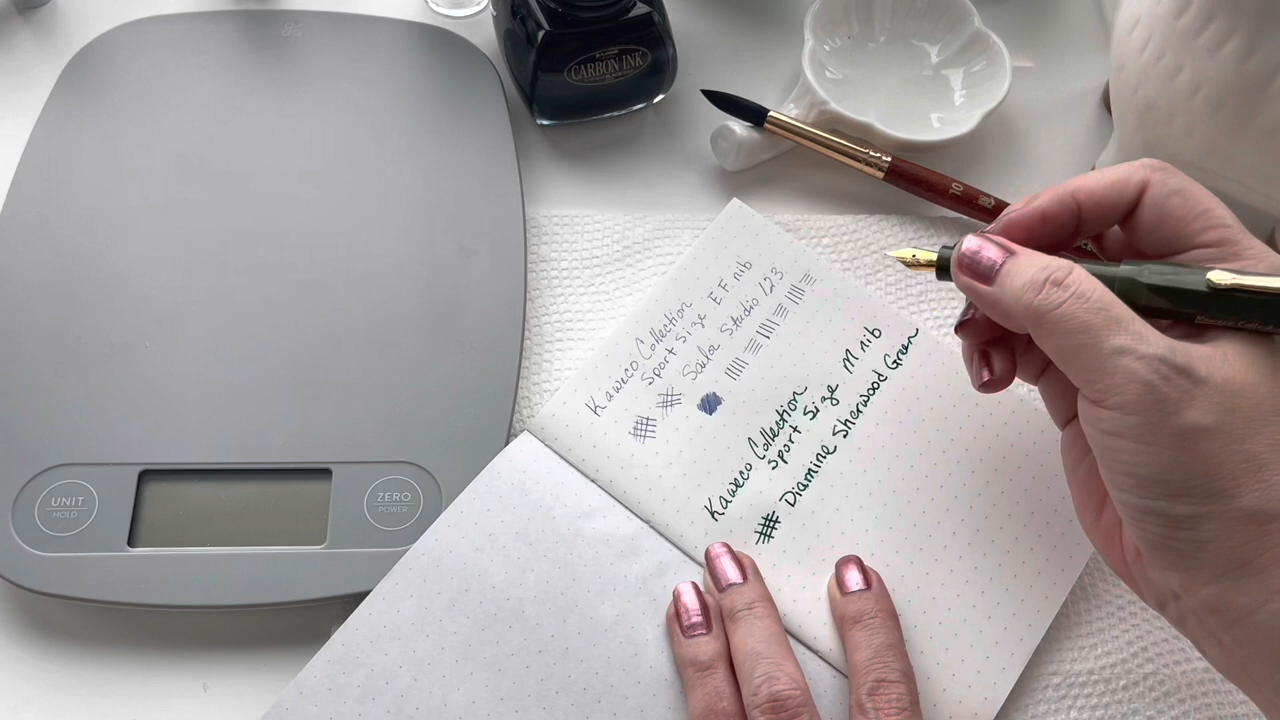 CARBON INK
10
UNIT
HOLD
ZERO
POWER
Kaweco Collection
Sport Size EF nib
Sailor Studio 123
Kaweco Collection
Sport Size M nib
Diamine Sherwood Green